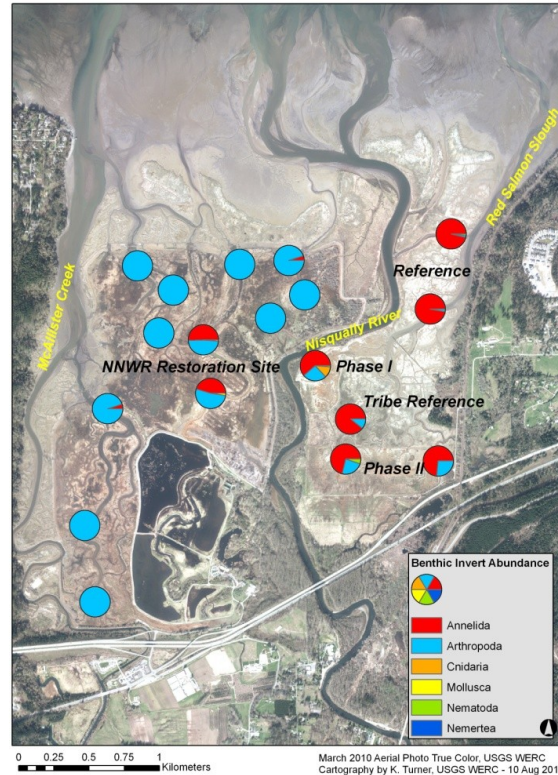 McAllister Creek
Red Salmon Slough
Reference
Nisqually River
NNWR Restoration Site
Phase I
Tribe Reference
Phase II
Benthic Invert Abundance
Annelida
Arthropoda
Cnidaria
Mollusca
Nematoda
Nemertea
0 0.25 0.5 0.75 1
Kilometers
March 2010 Aerial Photo True Color, USGS WERC
Cartography by K. Turner, USGS WERC - 10 Aug 201